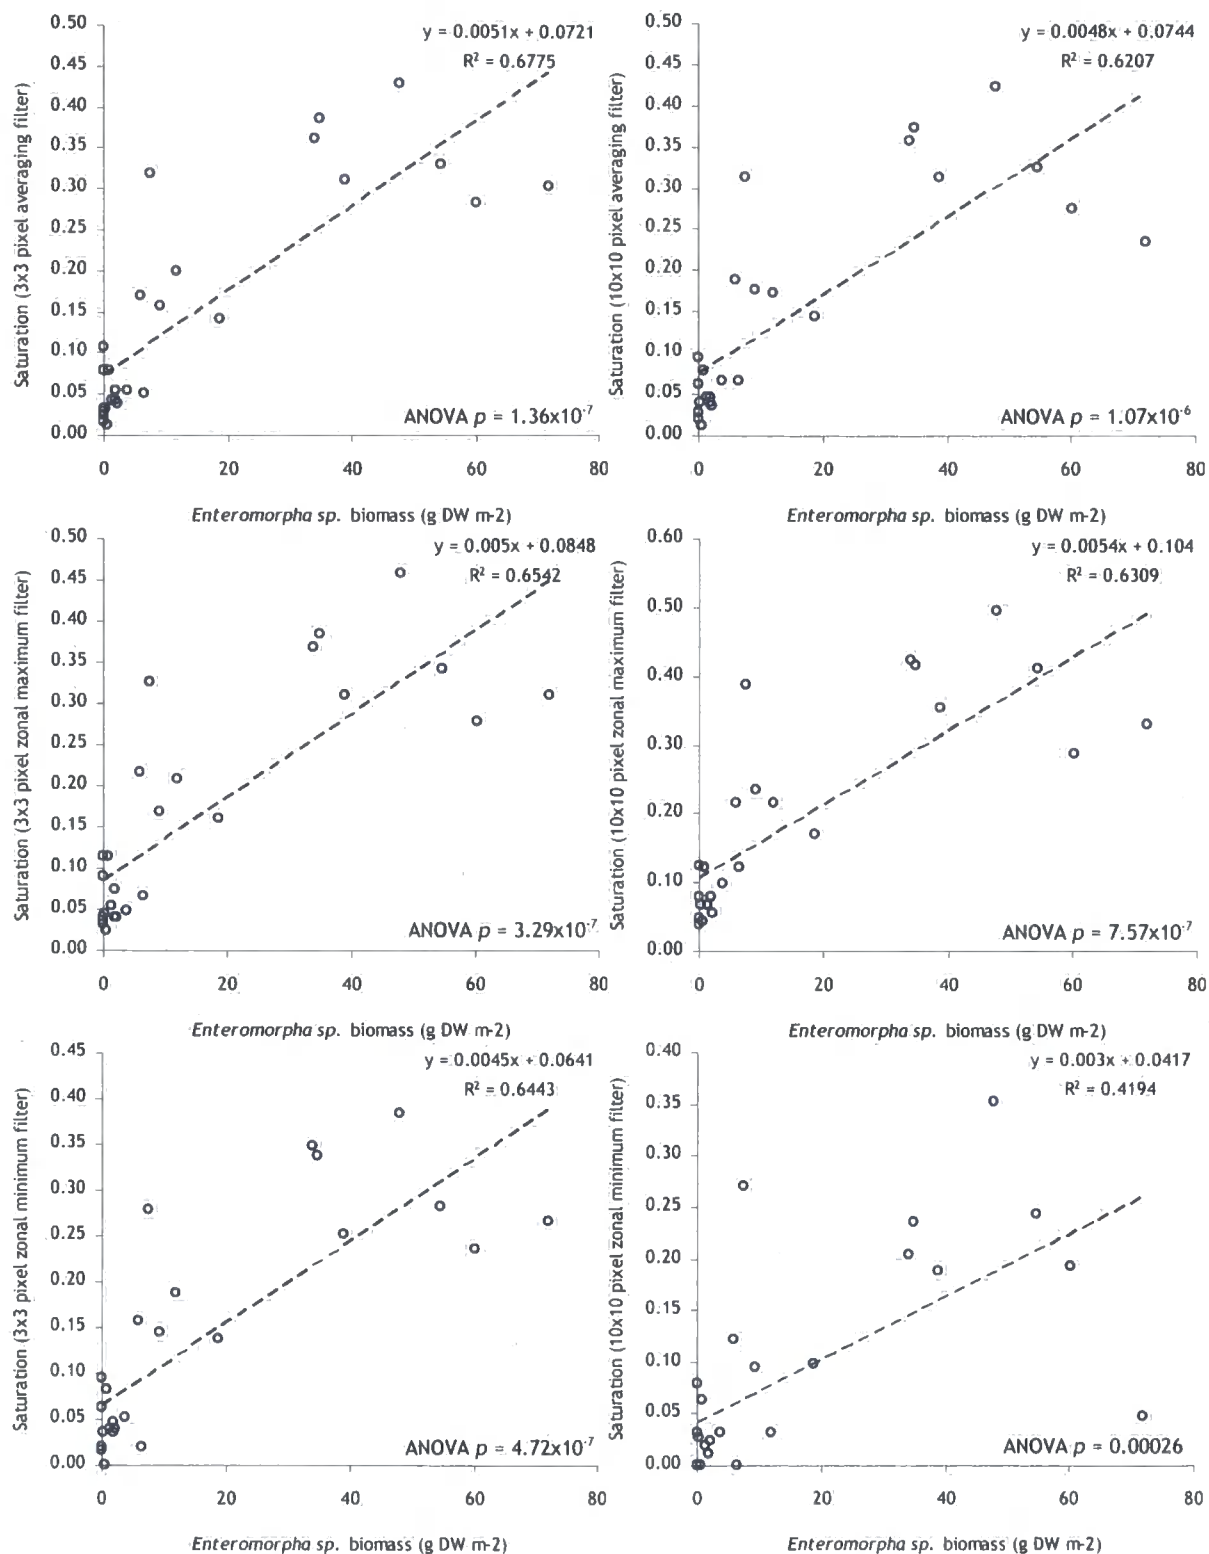 0.50
0.45
0.40
0.35
0.30
0.25
0.20
0.15
0.10
0.05
0.00
Saturation (3x3 pixel averaging filter)
y = 0.0051x + 0.0721
R² = 0.6775
ANOVA p = 1.36x10⁻⁷
0 20 40 60 80
Enteromorpha sp. biomass (g DW m-2)
0.50
0.45
0.40
0.35
0.30
0.25
0.20
0.15
0.10
0.05
0.00
Saturation (10x10 pixel averaging filter)
y = 0.0048x + 0.0744
R² = 0.6207
ANOVA p = 1.07x10⁻⁶
0 20 40 60 80
Enteromorpha sp. biomass (g DW m-2)
0.50
0.45
0.40
0.35
0.30
0.25
0.20
0.15
0.10
0.05
0.00
Saturation (3x3 pixel zonal maximum filter)
y = 0.005x + 0.0848
R² = 0.6542
ANOVA p = 3.29x10⁻⁷
0 20 40 60 80
Enteromorpha sp. biomass (g DW m-2)
0.60
0.50
0.40
0.30
0.20
0.10
0.00
Saturation (10x10 pixel zonal maximum filter)
y = 0.0054x + 0.104
R² = 0.6309
ANOVA p = 7.57x10⁻⁷
0 20 40 60 80
Enteromorpha sp. biomass (g DW m-2)
0.45
0.40
0.35
0.30
0.25
0.20
0.15
0.10
0.05
0.00
Saturation (3x3 pixel zonal minimum filter)
y = 0.0045x + 0.0641
R² = 0.6443
ANOVA p = 4.72x10⁻⁷
0 20 40 60 80
Enteromorpha sp. biomass (g DW m-2)
0.40
0.35
0.30
0.25
0.20
0.15
0.10
0.05
0.00
Saturation (10x10 pixel zonal minimum filter)
y = 0.003x + 0.0417
R² = 0.4194
ANOVA p = 0.00026
0 20 40 60 80
Enteromorpha sp. biomass (g DW m-2)